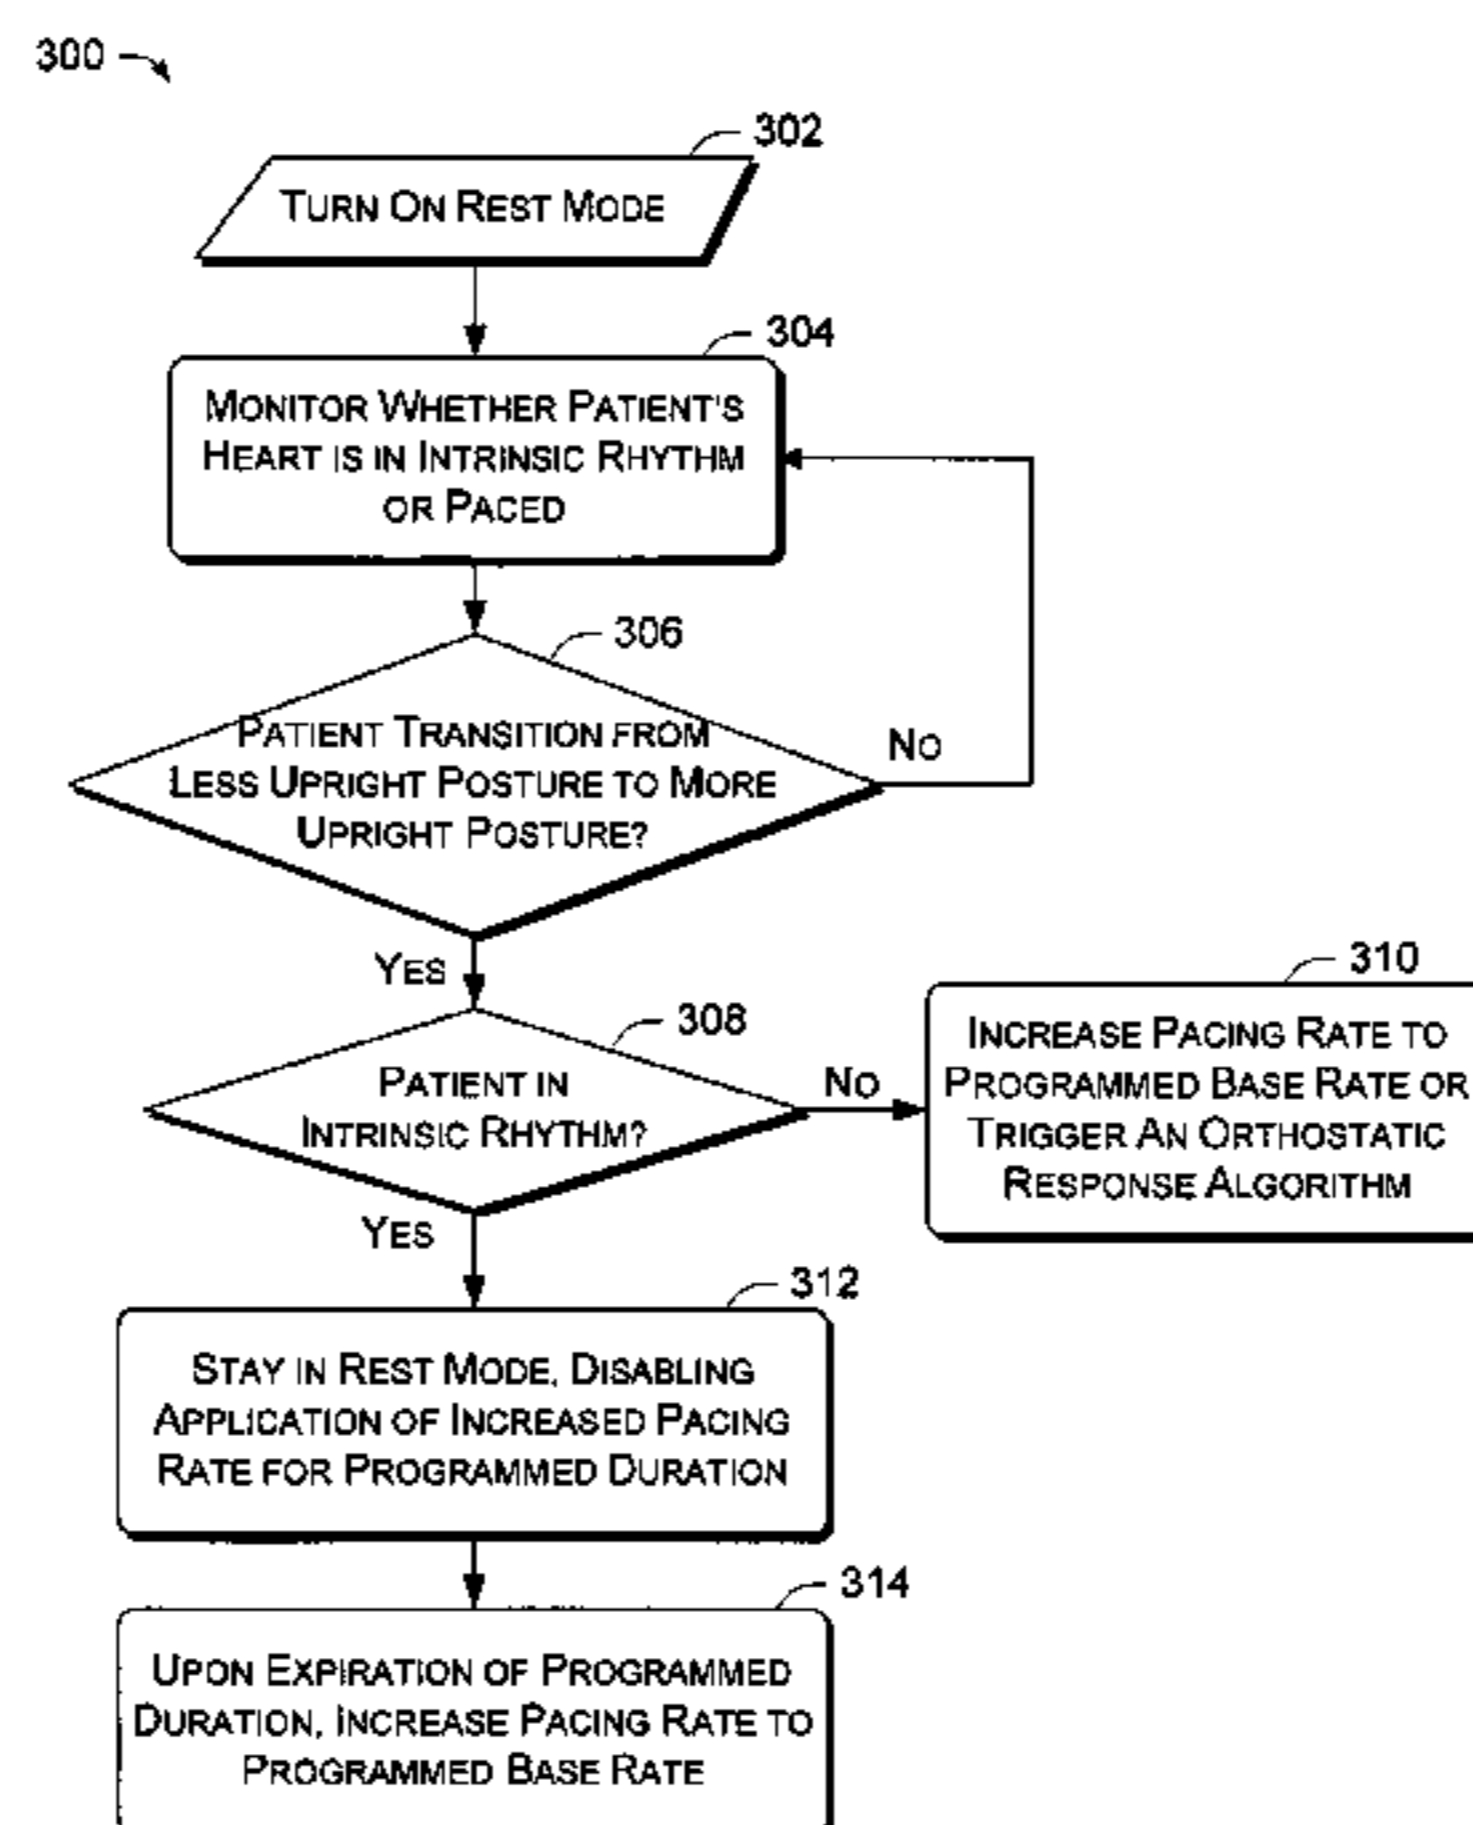 300
302
TURN ON REST MODE
304
MONITOR WHETHER PATIENT'S
HEART IS IN INTRINSIC RHYTHM
OR PACED
306
PATIENT TRANSITION FROM
LESS UPRIGHT POSTURE TO MORE
UPRIGHT POSTURE?
NO
YES
308
PATIENT IN
INTRINSIC RHYTHM?
NO
310
INCREASE PACING RATE TO
PROGRAMMED BASE RATE OR
TRIGGER AN ORTHOSTATIC
RESPONSE ALGORITHM
YES
312
STAY IN REST MODE, DISABLING
APPLICATION OF INCREASED PACING
RATE FOR PROGRAMMED DURATION
314
UPON EXPIRATION OF PROGRAMMED
DURATION, INCREASE PACING RATE TO
PROGRAMMED BASE RATE